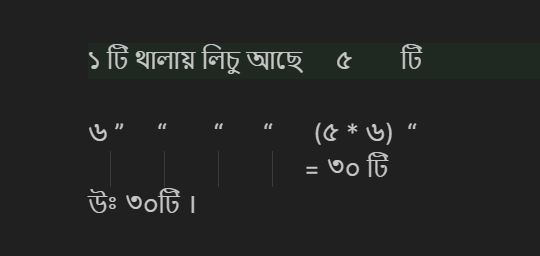 ১ টি থালায় লিচু আছে ৫ টি
৬ ” “ “ “ (৫ * ৬) “
= ৩০ টি
উঃ ৩০টি ।